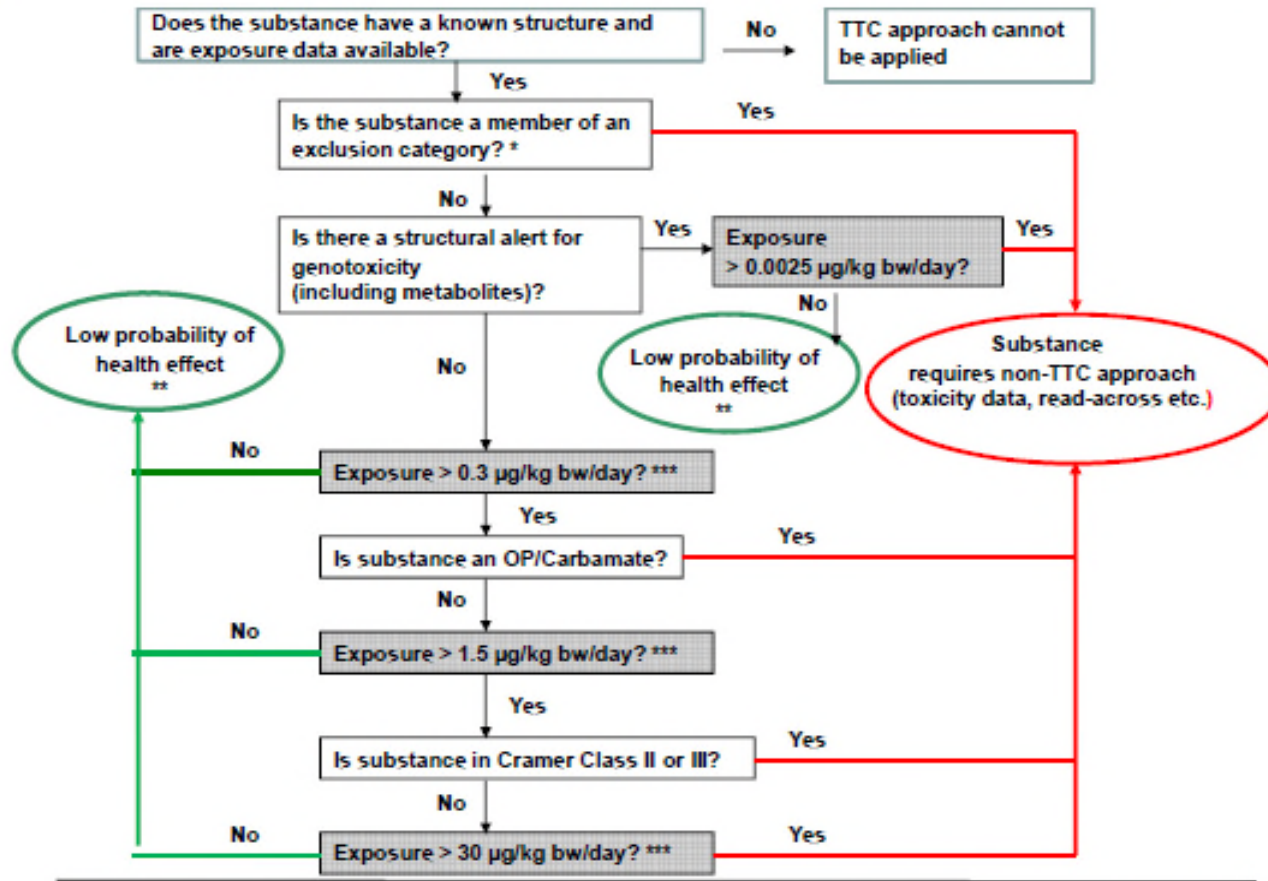 Does the substance have a known structure and
are exposure data available?
No
TTC approach cannot
be applied
Yes
Is the substance a member of an
exclusion category? *
Yes
No
Is there a structural alert for
genotoxicity
(including metabolites)?
Yes
Exposure
> 0.0025 µg/kg bw/day?
Yes
No
Low probability of
health effect
**
No
Low probability of
health effect
**
Substance
requires non-TTC approach
(toxicity data, read-across etc.)
No
Exposure > 0.3 µg/kg bw/day? ***
Yes
Is substance an OP/Carbamate?
Yes
No
No
Exposure > 1.5 µg/kg bw/day? ***
Yes
Is substance in Cramer Class II or III?
Yes
No
No
Exposure > 30 µg/kg bw/day? ***
Yes